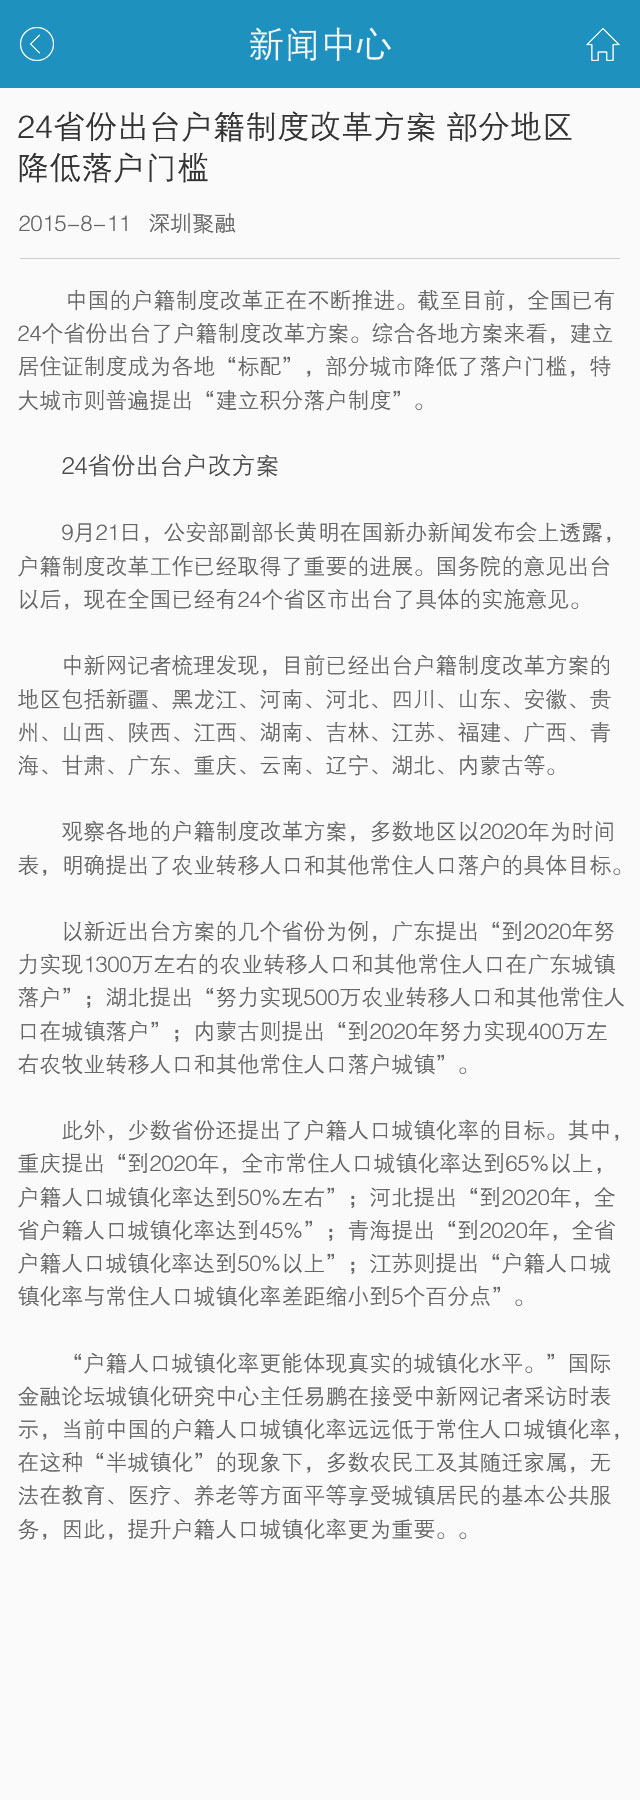 新闻中心
24省份出台户籍制度改革方案 部分地区
降低落户门槛
2015-8-11 深圳聚融
中国的户籍制度改革正在不断推进。截至目前，全国已有
24个省份出台了户籍制度改革方案。综合各地方案来看，建立
居住证制度成为各地“标配”，部分城市降低了落户门槛，特
大城市则普遍提出“建立积分落户制度”。
24省份出台户改方案
9月21日，公安部副部长黄明在国新办新闻发布会上透露，
户籍制度改革工作已经取得了重要的进展。国务院的意见出台
以后，现在全国已经有24个省区市出台了具体的实施意见。
中新网记者梳理发现，目前已经出台户籍制度改革方案的
地区包括新疆、黑龙江、河南、河北、四川、山东、安徽、贵
州、山西、陕西、江西、湖南、吉林、江苏、福建、广西、青
海、甘肃、广东、重庆、云南、辽宁、湖北、内蒙古等。
观察各地的户籍制度改革方案，多数地区以2020年为时间
表，明确提出了农业转移人口和其他常住人口落户的具体目标。
以新近出台方案的几个省份为例，广东提出“到2020年努
力实现1300万左右的农业转移人口和其他常住人口在广东城镇
落户”；湖北提出“努力实现500万农业转移人口和其他常住人
口在城镇落户”；内蒙古则提出“到2020年努力实现400万左
右农牧业转移人口和其他常住人口落户城镇”。
此外，少数省份还提出了户籍人口城镇化率的目标。其中，
重庆提出“到2020年，全市常住人口城镇化率达到65%以上，
户籍人口城镇化率达到50%左右”；河北提出“到2020年，全
省户籍人口城镇化率达到45%”；青海提出“到2020年，全省
户籍人口城镇化率达到50%以上”；江苏则提出“户籍人口城
镇化率与常住人口城镇化率差距缩小到5个百分点”。
“户籍人口城镇化率更能体现真实的城镇化水平。”国际
金融论坛城镇化研究中心主任易鹏在接受中新网记者采访时表
示，当前中国的户籍人口城镇化率远远低于常住人口城镇化率，
在这种“半城镇化”的现象下，多数农民工及其随迁家属，无
法在教育、医疗、养老等方面平等享受城镇居民的基本公共服
务，因此，提升户籍人口城镇化率更为重要。。